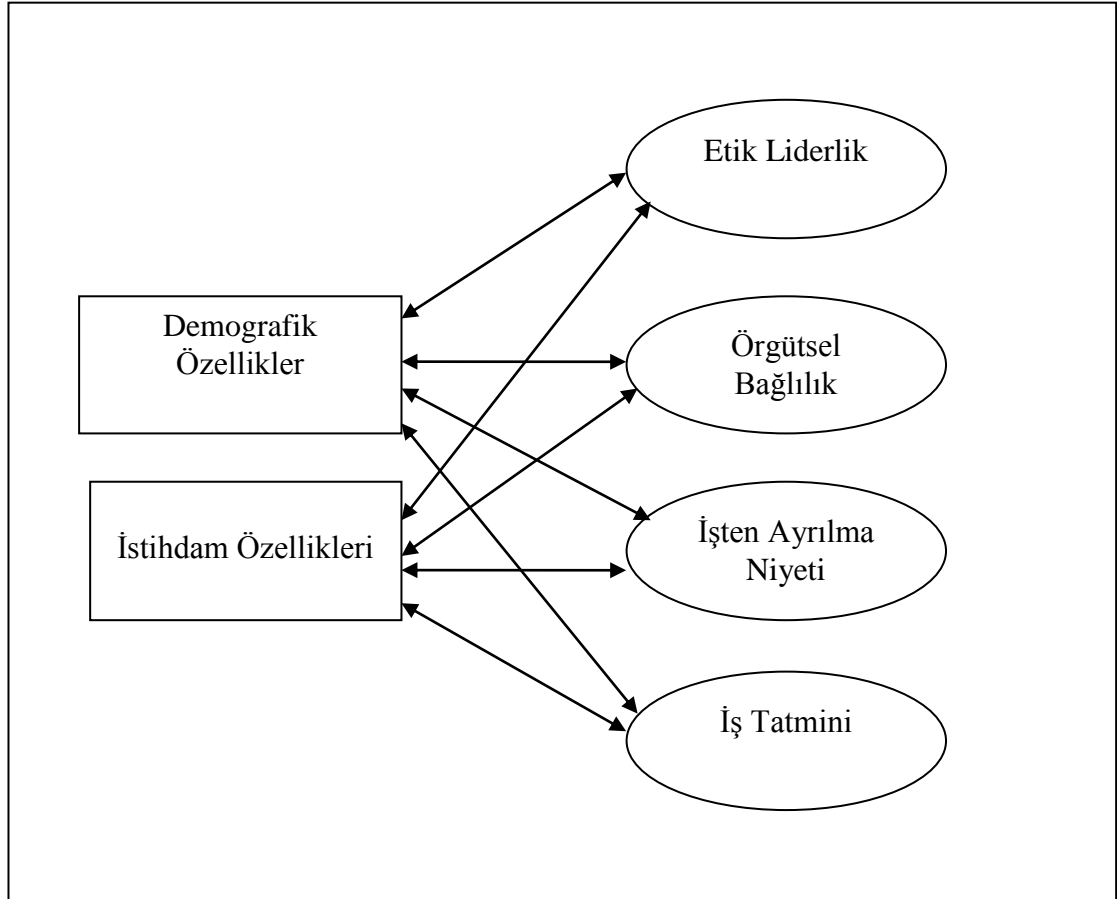 Etik Liderlik
Demografik
Özellikler
Örgütsel
Bağlılık
İstihdam Özellikleri
İşten Ayrılma
Niyeti
İş Tatmini